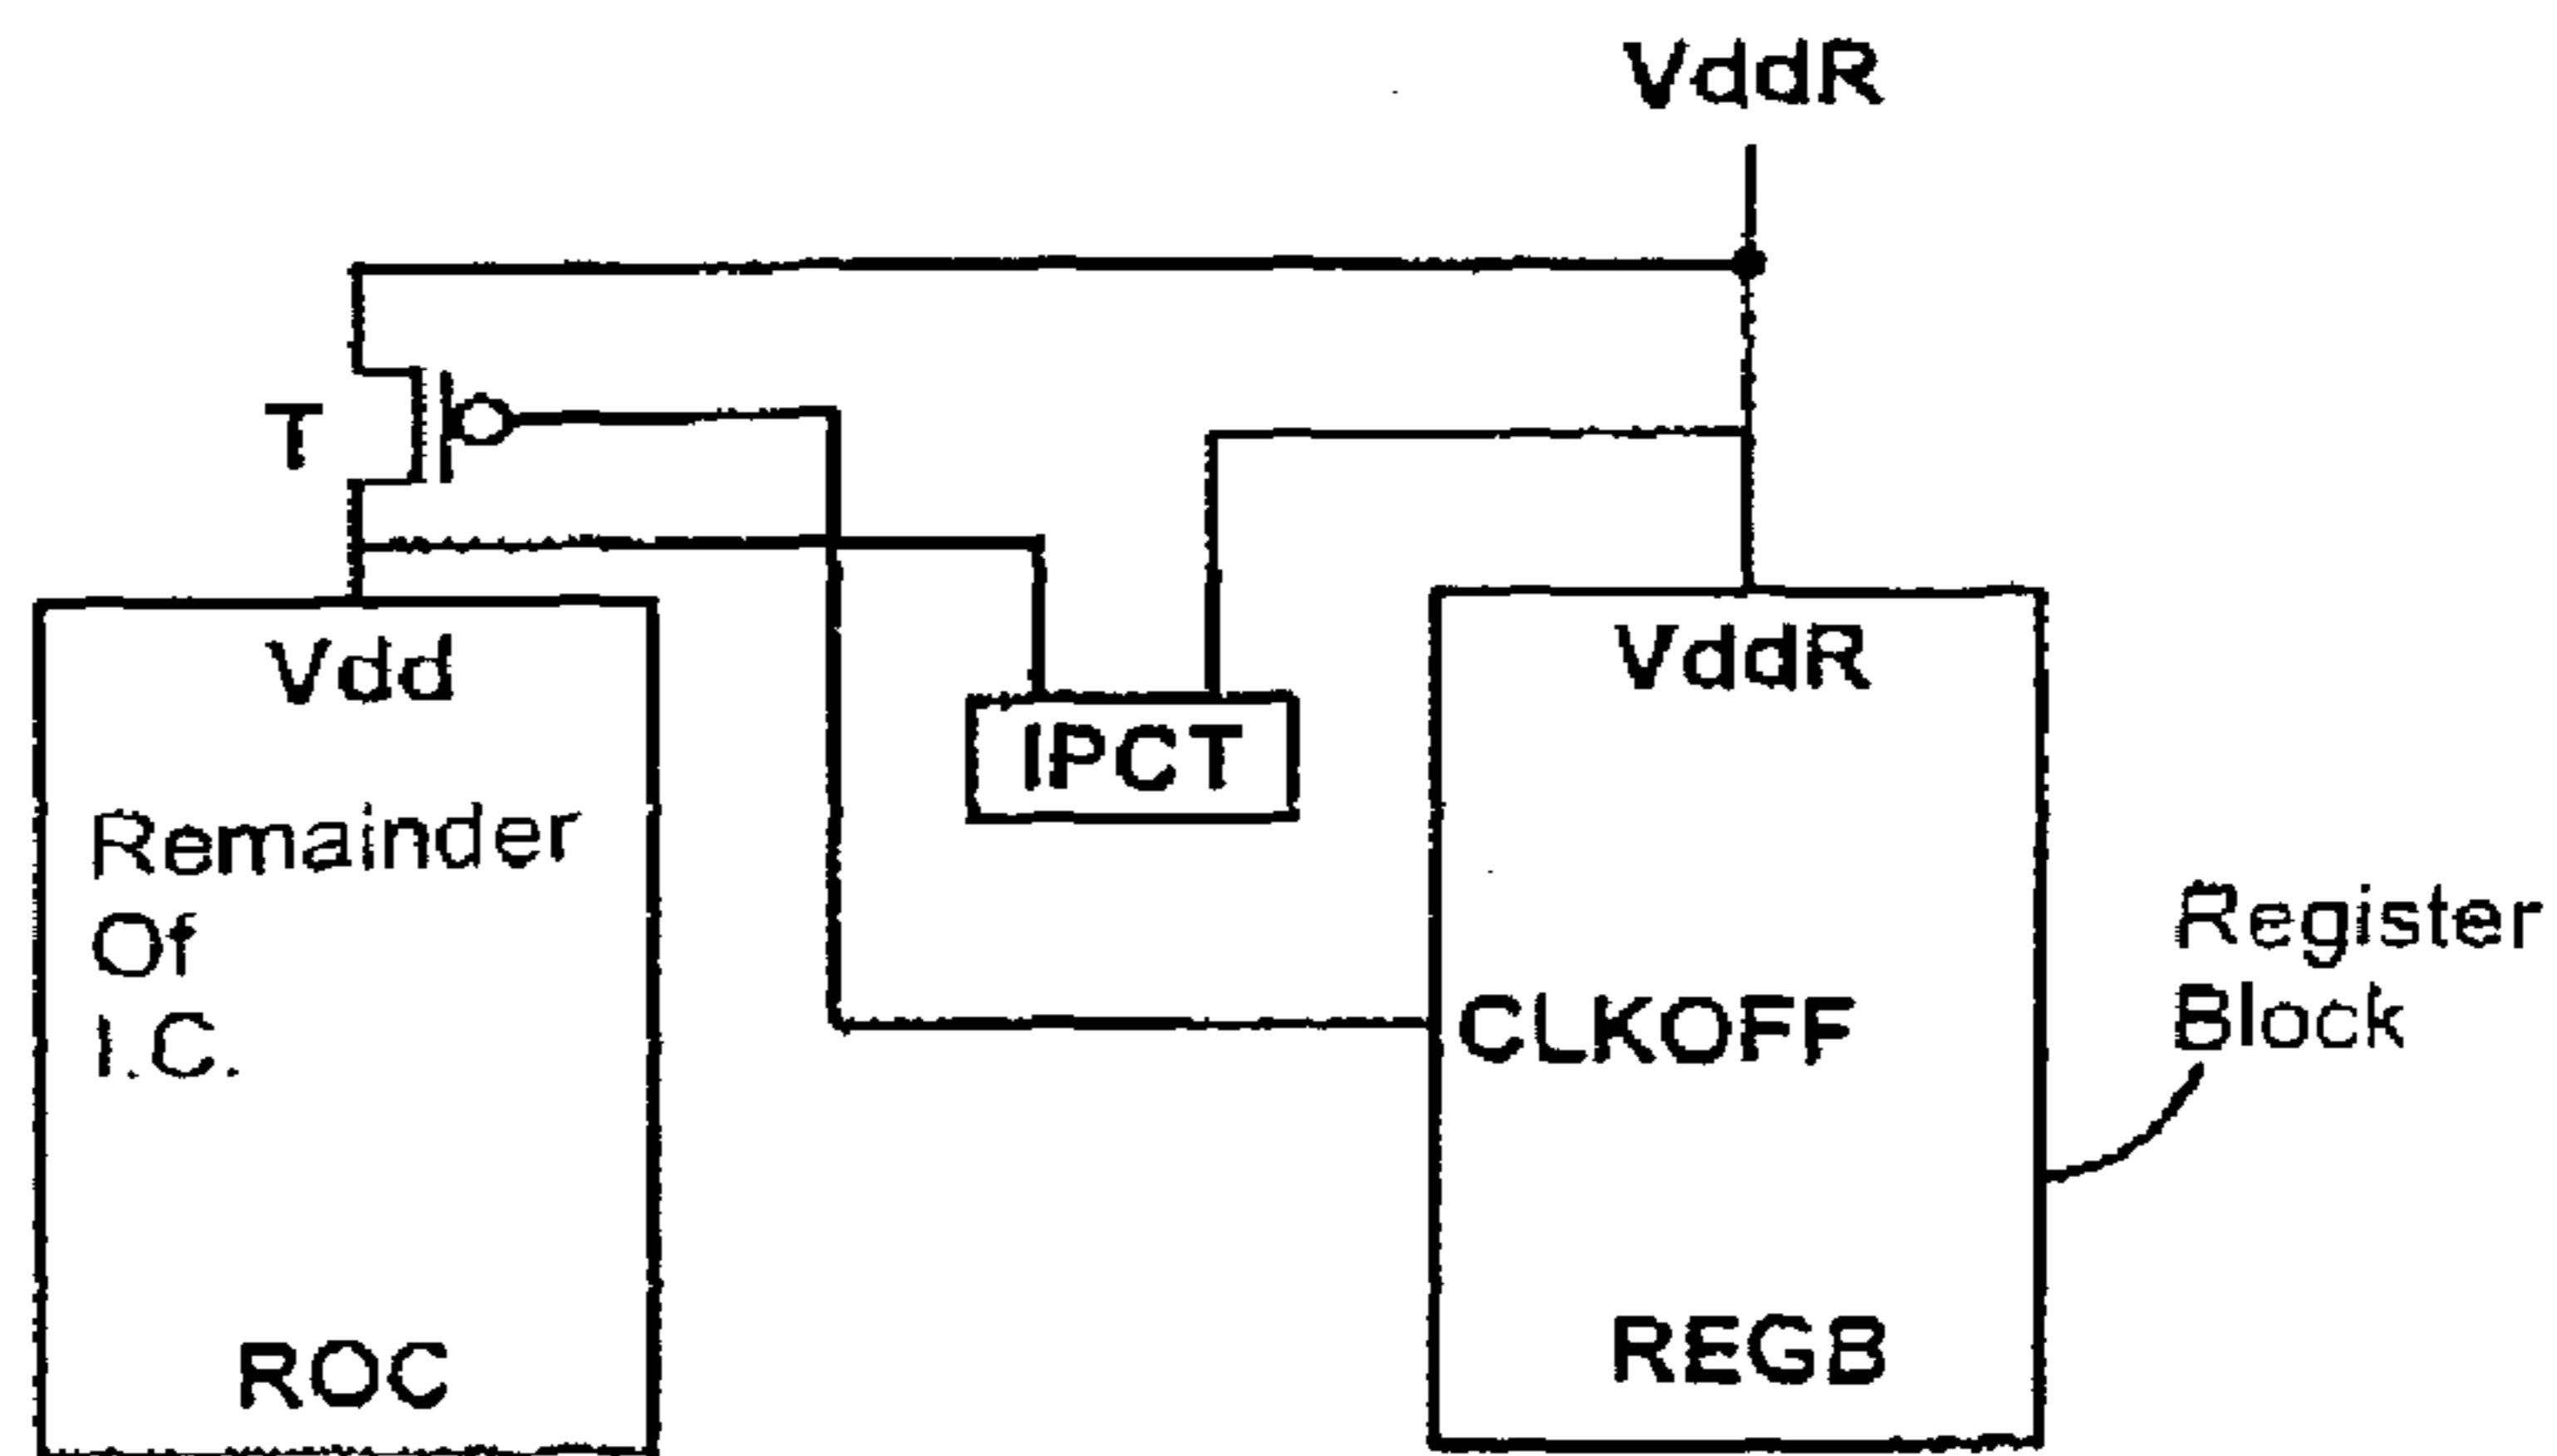 VddR
T
Vdd
Remainder
Of
I.C.
ROC
IPCT
VddR
CLKOFF
REGB
Register
Block